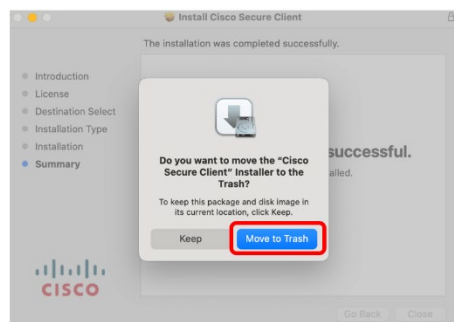 Install Cisco Secure Client
The installation was completed successfully.
Introduction
License
Destination Select
Installation Type
Installation
Summary
Do you want to move the “Cisco
Secure Client” Installer to the
Trash?
To keep this package and disk image in
its current location, click Keep.
Keep
Move to Trash
successful.
CISCO
Go Back
Close